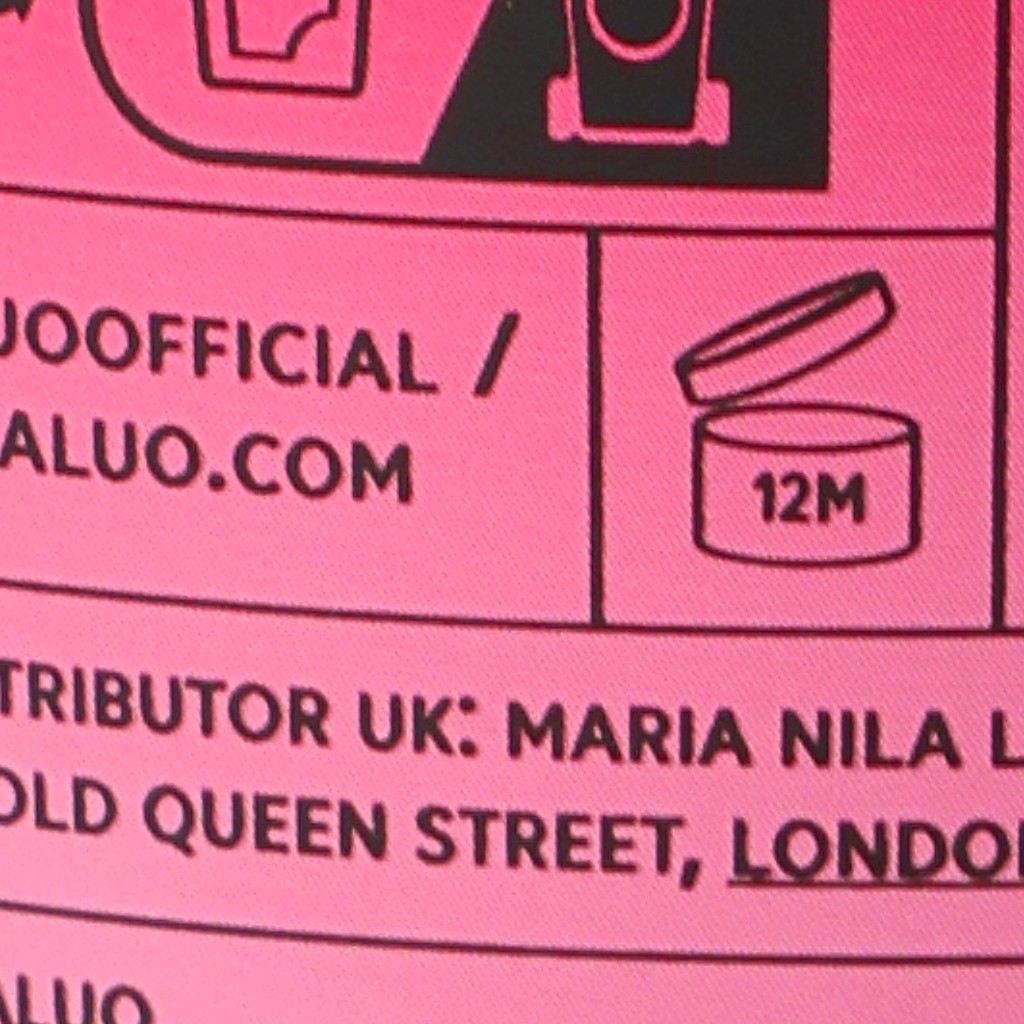 UOOFFICIAL /
ALUO.COM
12M
TRIBUTOR UK: MARIA NILA L
OLD QUEEN STREET, LONDO
ALUO